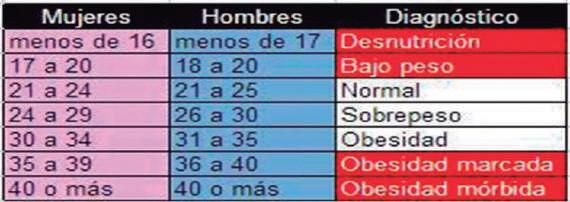 Mujeres Hombres Diagnóstico
menos de 16 menos de 17 Desnutrición
17 a 20 18 a 20 Bajo peso
21 a 24 21 a 25 Normal
24 a 29 26 a 30 Sobrepeso
30 a 34 31 a 35 Obesidad
35 a 39 36 a 40 Obesidad marcada
40 o más 40 o más Obesidad mórbida